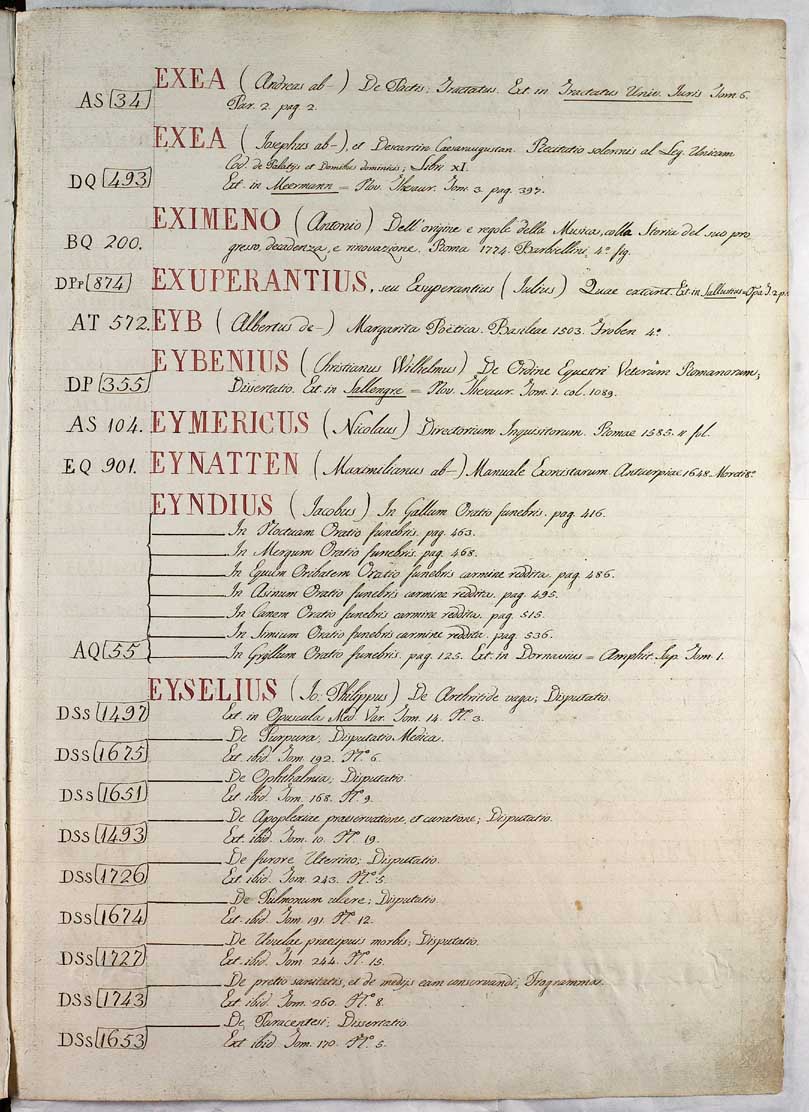 EXEA (Andreas ab-) De Pactis; Tractatus. Ext. in Tractatus Univ. Juris Tom. 6.
AS 34 Par. 2. pag. 2.
EXEA (Josephus ab-), et Descartin Caesaraugustan. Recitatio solemnis ad Leg. Unicam
Cod. de Palatijs et Domibus dominicis; Libri XI.
DQ 493 Ext. in Meermann = Nov. Thesaur. Tom. 3. pag. 397.
EXIMENO (Antonio) Dell' origine e regole della Musica, colla Storia del suo pro
BQ 200. gresso, decadenza, e rinovazione. Roma 1774. Barbiellini 4.° fig.
DPp 874 EXUPERANTIUS, seu Exsuperantius (Julius) Quae extant. Ext. in Sallustius = Opa T. 2. p.
AT 572. EYB (Albertus de-) Margarita Poëtica. Basileae 1503. Froben 4.°
EYBENIUS (Christianus Wilhelmus) De Ordine Equestri Veterum Romanorum;
DP 355 Dissertatio. Ext. in Sallengre = Nov. Thesaur. Tom. 1. col. 1089.
AS 104. EYMERICUS (Nicolaus) Directorium Inquisitorum. Romae 1585. fol.
EQ 901. EYNATTEN (Maximilianus ab-) Manuale Exoristarum. Antuerpiae 1648. Moreti 8.°
EYNDIUS (Jacobus) In Gallum Oratio funebris. pag. 416.
In Noctuam Oratio funebris. pag. 463.
In Mergum Oratio funebris. pag. 468.
In Equum Oratio funebris carmine reddita. pag. 486.
In Asinum Oratio funebris carmine reddita. pag. 495.
In Canem Oratio funebris carmine reddita. pag. 515.
In Simium Oratio funebris carmine reddita. pag. 536.
AQ 55 In Gryllum Oratio funebris. pag. 125. Ext. in Dornavius = Amphit. Sap. Tom. 1.
EYSELIUS (Jo: Philippus) De Arthritide vaga; Disputatio.
DSs 1497 Ext. in Opuscula Med. Var. Tom. 14. N.° 3.
De Purpura; Disputatio Medica.
DSs 1675 Ext. ibid. Tom. 192. N.° 6.
De Ophthalmia; Disputatio.
DSs 1651 Ext. ibid. Tom. 168. N.° 9.
De Apoplexiae praeservatione, et curatione; Disputatio.
DSs 1493 Ext. ibid. Tom. 10. N.° 19.
De furore Uterino; Disputatio.
DSs 1726 Ext. ibid. Tom. 243. N.° 5.
De Pulmonum ulcere; Disputatio.
DSs 1674 Ext. ibid. Tom. 191. N.° 12.
De Uvulae praecipuis morbis; Disputatio.
DSs 1727 Ext. ibid. Tom. 244. N.° 15.
De pretio sanitatis, et de medijs eam conservandi; Programma.
DSs 1743 Ext. ibid. Tom. 260. N.° 8.
De Paracentesi; Dissertatio.
DSs 1653 Ext. ibid. Tom. 170. N.° 5.